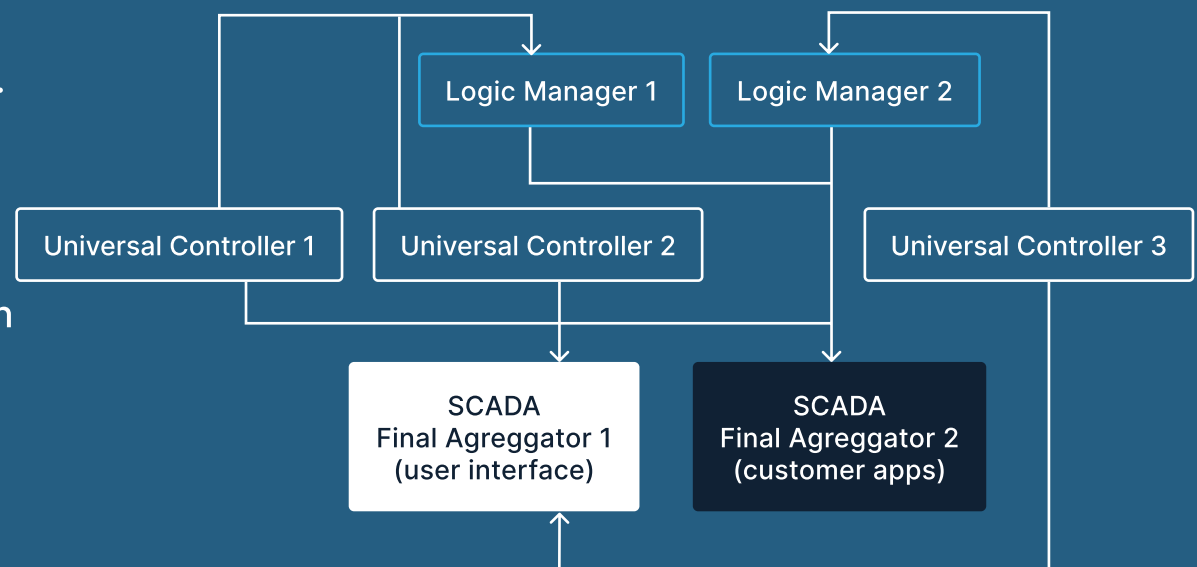 Logic Manager 1
Logic Manager 2
Universal Controller 1
Universal Controller 2
Universal Controller 3
n
SCADA
Final Agreggator 1
(user interface)
SCADA
Final Agreggator 2
(customer apps)